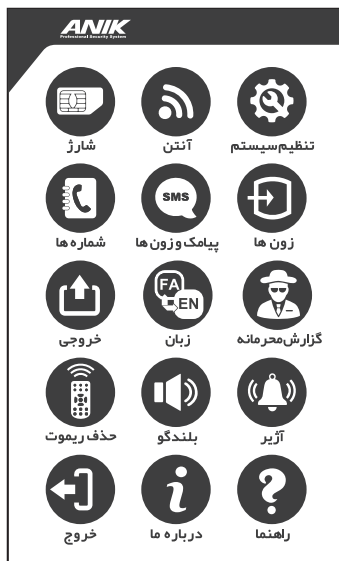 ANIK
Professional Security System
تنظیم سیستم
آنتن
شارژ
SMS
زون ها
پیامک و زون ها
شماره ها
FA
EN
گزارش محرمانه
زبان
خروجی
آژیر
بلندگو
حذف ریموت
راهنما
درباره ما
خروج